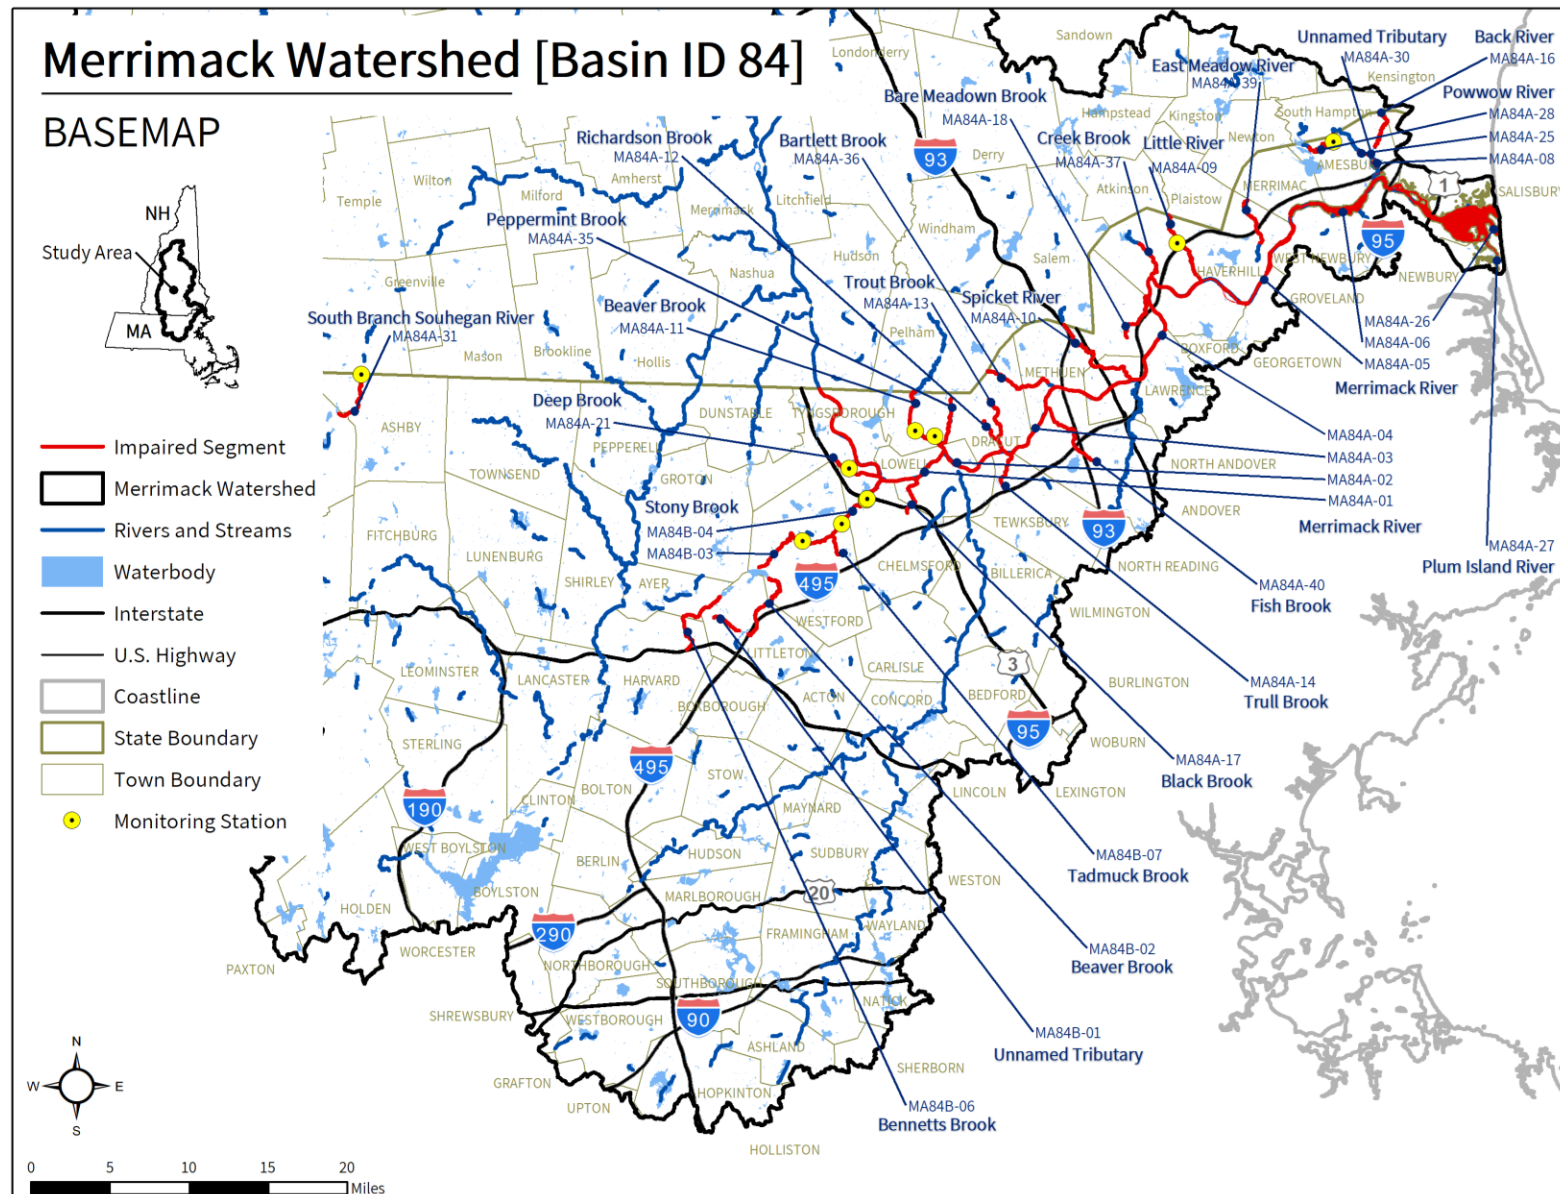 Merrimack Watershed [Basin ID 84]
BASEMAP
NH
Study Area
MA
Impaired Segment
Merrimack Watershed
Rivers and Streams
Waterbody
Interstate
U.S. Highway
Coastline
State Boundary
Town Boundary
Monitoring Station
N
W
E
S
0
5
10
15
20
Miles
Unnamed Tributary
MA84A-30
Back River
MA84A-16
Powwow River
MA84A-28
MA84A-25
MA84A-08
East Meadow River
MA84A-39
Bare Meadown Brook
MA84A-18
Creek Brook
MA84A-37
Little River
MA84A-09
Richardson Brook
MA84A-12
Bartlett Brook
MA84A-36
Peppermint Brook
MA84A-35
Beaver Brook
MA84A-11
Trout Brook
MA84A-13
Spicket River
MA84A-10
South Branch Souhegan River
MA84A-31
Deep Brook
MA84A-21
Stony Brook
MA84B-04
MA84B-03
MA84A-26
MA84A-06
MA84A-05
Merrimack River
MA84A-04
MA84A-03
MA84A-02
MA84A-01
Merrimack River
MA84A-27
Plum Island River
MA84A-40
Fish Brook
MA84A-14
Trull Brook
MA84A-17
Black Brook
MA84B-07
Tadmuck Brook
MA84B-02
Beaver Brook
MA84B-01
Unnamed Tributary
MA84B-06
Bennetts Brook
Sandown
Londonderry
Kensington
Hampstead
Kingston
South Hampton
Newton
Derry
Atkinson
Plaistow
Windham
Salem
Temple
Wilton
Milford
Amherst
Merrimack
Litchfield
Hudson
Nashua
Greenville
Mason
Brookline
Hollis
Pelham
AMESBURY
SALISBURY
MERRIMAC
WEST NEWBURY
NEWBURY
HAVERHILL
GROVELAND
BOXFORD
GEORGETOWN
METHUEN
LAWRENCE
NORTH ANDOVER
ANDOVER
DRACUT
TYNGSBOROUGH
DUNSTABLE
PEPPERELL
LOWELL
GROTON
ASHBY
TOWNSEND
FITCHBURG
LUNENBURG
SHIRLEY
AYER
TEWKSBURY
CHELMSFORD
BILLERICA
NORTH READING
WILMINGTON
WESTFORD
LITTLETON
CARLISLE
ACTON
CONCORD
BEDFORD
BURLINGTON
WOBURN
LEXINGTON
LINCOLN
LEOMINSTER
LANCASTER
HARVARD
BOXBOROUGH
STERLING
BOLTON
STOW
MAYNARD
CLINTON
WEST BOYLSTON
BOYLSTON
BERLIN
HUDSON
SUDBURY
WESTON
MARLBOROUGH
FRAMINGHAM
WAYLAND
HOLDEN
WORCESTER
PAXTON
NORTHBOROUGH
SOUTHBOROUGH
SHREWSBURY
WESTBOROUGH
NATICK
ASHLAND
SHERBORN
GRAFTON
UPTON
HOPKINTON
HOLLISTON
93
1
95
93
495
3
95
495
190
20
290
90